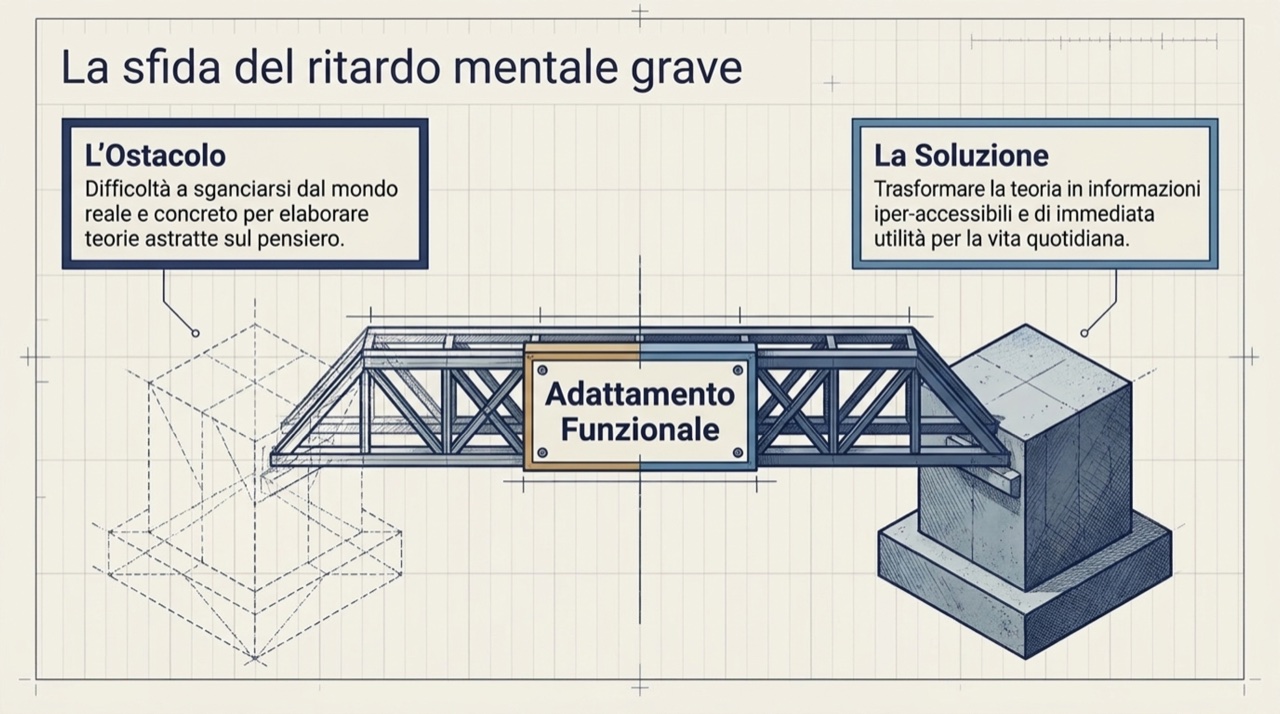 La sfida del ritardo mentale grave
L'Ostacolo
Difficoltà a sganciarsi dal mondo
reale e concreto per elaborare
teorie astratte sul pensiero.
La Soluzione
Trasformare la teoria in informazioni
iper-accessibili e di immediata
utilità per la vita quotidiana.
Adattamento
Funzionale